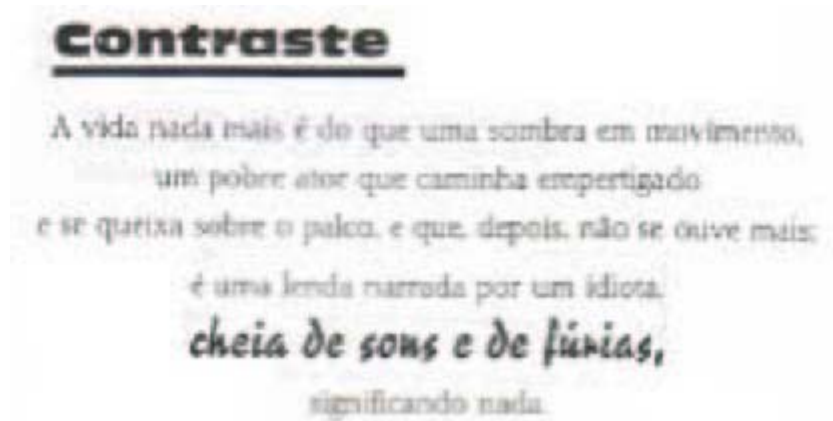 Contraste
A vida nada mais é do que uma sombra em movimento,
um pobre ator que caminha empertigado
e se queixa sobre o palco, e que, depois, não se ouve mais;
é uma lenda narrada por um idiota,
cheia de sons e de fúrias,
significando nada.